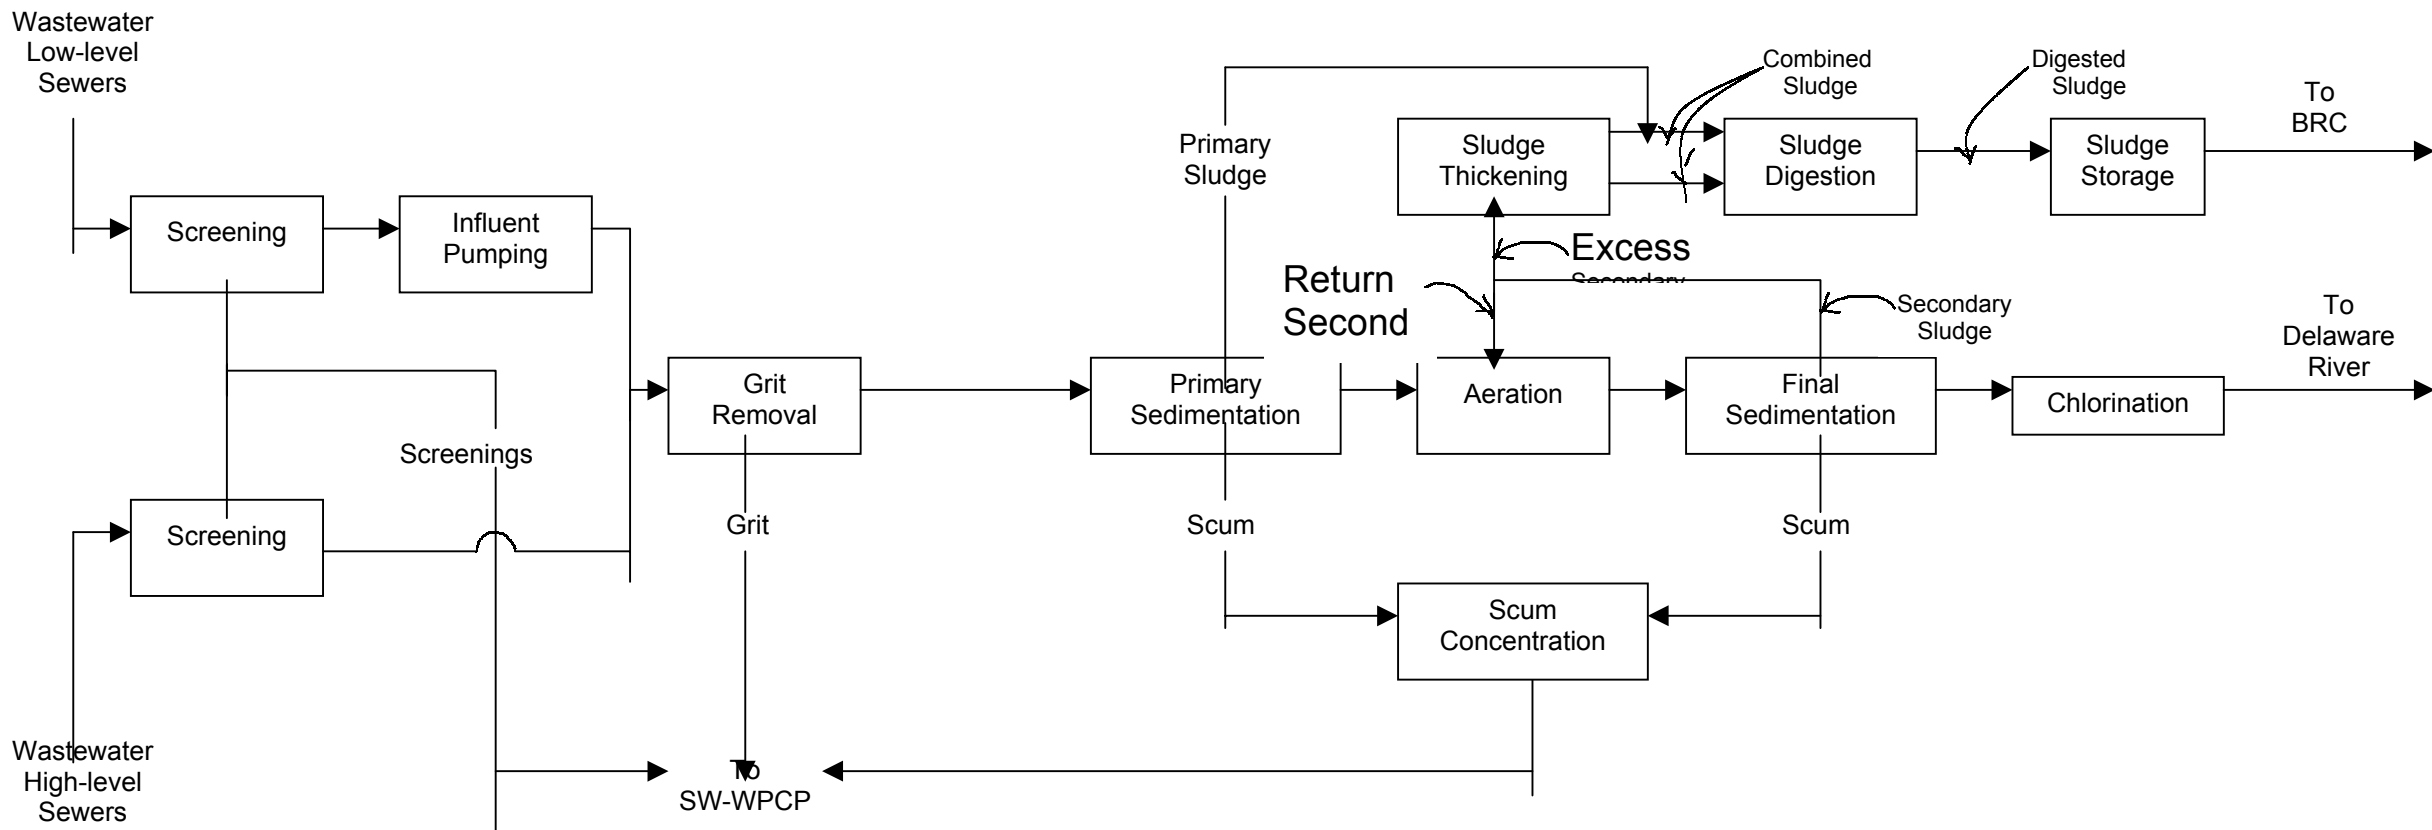 Wastewater
Low-level
Sewers
Combined
Sludge
Digested
Sludge
To
BRC
Primary
Sludge
Sludge
Thickening
Sludge
Digestion
Sludge
Storage
Screening
Influent
Pumping
Excess
Secondary
Return
Second
Secondary
Sludge
To
Delaware
River
Grit
Removal
Primary
Sedimentation
Aeration
Final
Sedimentation
Chlorination
Screenings
Screening
Grit
Scum
Scum
Scum
Concentration
Wastewater
High-level
Sewers
To
SW-WPCP